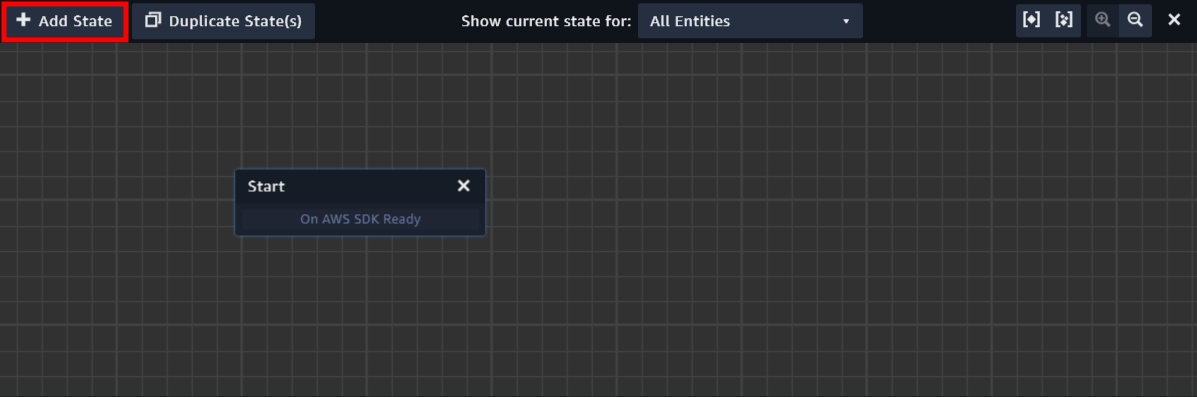 Add State
Duplicate State(s)
Show current state for:
All Entities
Start
On AWS SDK Ready